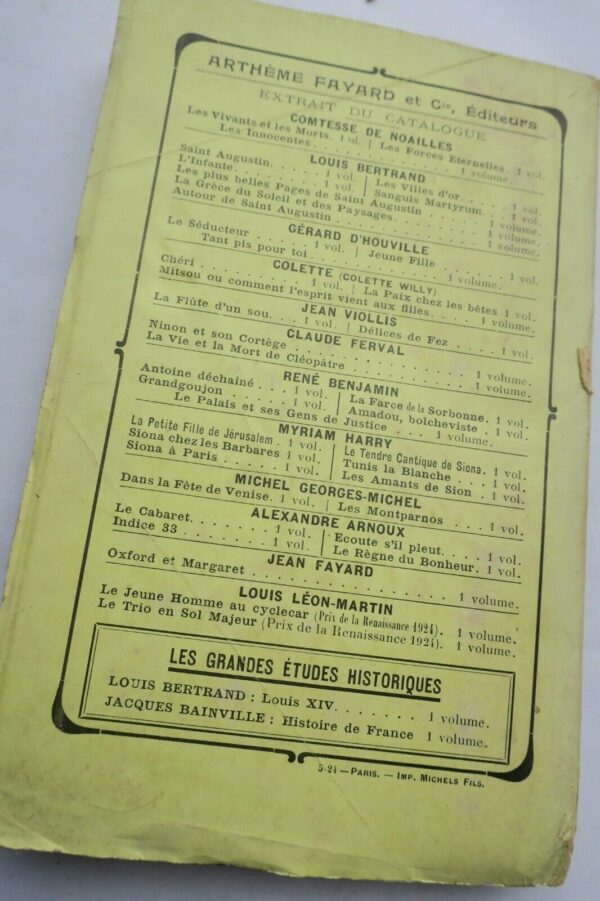 ARTHÈME FAYARD et Cie, Éditeurs
EXTRAIT DU CATALOGUE
COMTESSE DE NOAILLES
Les Vivants et les Morts. 1 vol. | Les Forces Eternelles. 1 vol.
Les Innocentes. . . . . . . . . . . . 1 volume.
LOUIS BERTRAND
Saint Augustin. . . . . 1 vol. | Les Villes d'or. . . . . 1 vol.
L'Infante. . . . . . . . 1 vol. | Sanguis Martyrum. . . . 1 vol.
Les plus belles Pages de Saint Augustin . . . . . . 1 volume.
La Grèce du Soleil et des Paysages. . . . . . . . . 1 volume.
Autour de Saint Augustin . . . . . . . . . . . . . 1 volume.
GÉRARD D'HOUVILLE
Le Séducteur . . . . . 1 vol. | Jeune Fille . . . . . . 1 vol.
Tant pis pour toi. . . . . . . . . . . 1 volume.
COLETTE (COLETTE WILLY)
Chéri . . . . . . . . . 1 vol. | La Paix chez les bêtes 1 vol.
Mitsou ou comment l'esprit vient aux filles. . . . . 1 volume.
JEAN VIOLLIS
La Flûte d'un sou. . . . 1 vol. | Délices de Fez . . . . 1 vol.
CLAUDE FERVAL
Ninon et son Cortège . . . . . . . . . . . . . . 1 volume.
La Vie et la Mort de Cléopâtre. . . . . . . . . . 1 volume.
RENÉ BENJAMIN
Antoine déchaîné . . . 1 vol. | La Farce de la Sorbonne. 1 vol.
Grandgoujon . . . . . . 1 vol. | Amadou, bolcheviste . 1 vol.
Le Palais et ses Gens de Justice . . . 1 volume.
MYRIAM HARRY
La Petite Fille de Jérusalem . 1 vol. | Le Tendre Cantique de Siona. 1 vol.
Siona chez les Barbares 1 vol. | Tunis la Blanche . . . 1 vol.
Siona à Paris . . . . . 1 vol. | Les Amants de Sion . 1 vol.
MICHEL GEORGES-MICHEL
Dans la Fête de Venise. 1 vol. | Les Montparnos . . . . 1 vol.
ALEXANDRE ARNOUX
Le Cabaret. . . . . . . 1 vol. | Ecoute s'il pleut. . . . 1 vol.
Indice 33 . . . . . . . 1 vol. | Le Règne du Bonheur. 1 vol.
JEAN FAYARD
Oxford et Margaret . . . . . . . . . . . . . . . 1 volume.
LOUIS LÉON-MARTIN
Le Jeune Homme au cyclecar (Prix de la Renaissance 1924). 1 volume.
Le Trio en Sol Majeur (Prix de la Renaissance 1924). 1 volume.
LES GRANDES ÉTUDES HISTORIQUES
LOUIS BERTRAND : Louis XIV. . . . . . . . 1 volume.
JACQUES BAINVILLE : Histoire de France 1 volume.
5-24 — PARIS. — IMP. MICHELS FILS.